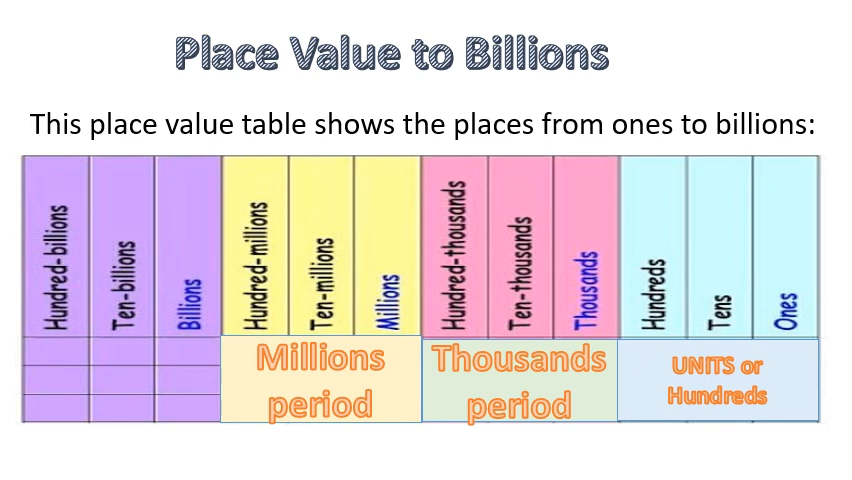 Place Value to Billions
This place value table shows the places from ones to billions:
Hundred-billions
Ten-billions
Billions
Hundred-millions
Ten-millions
Millions
Hundred-thousands
Ten-thousands
Thousands
Hundreds
Tens
Ones
Millions
period
Thousands
period
UNITS or
Hundreds